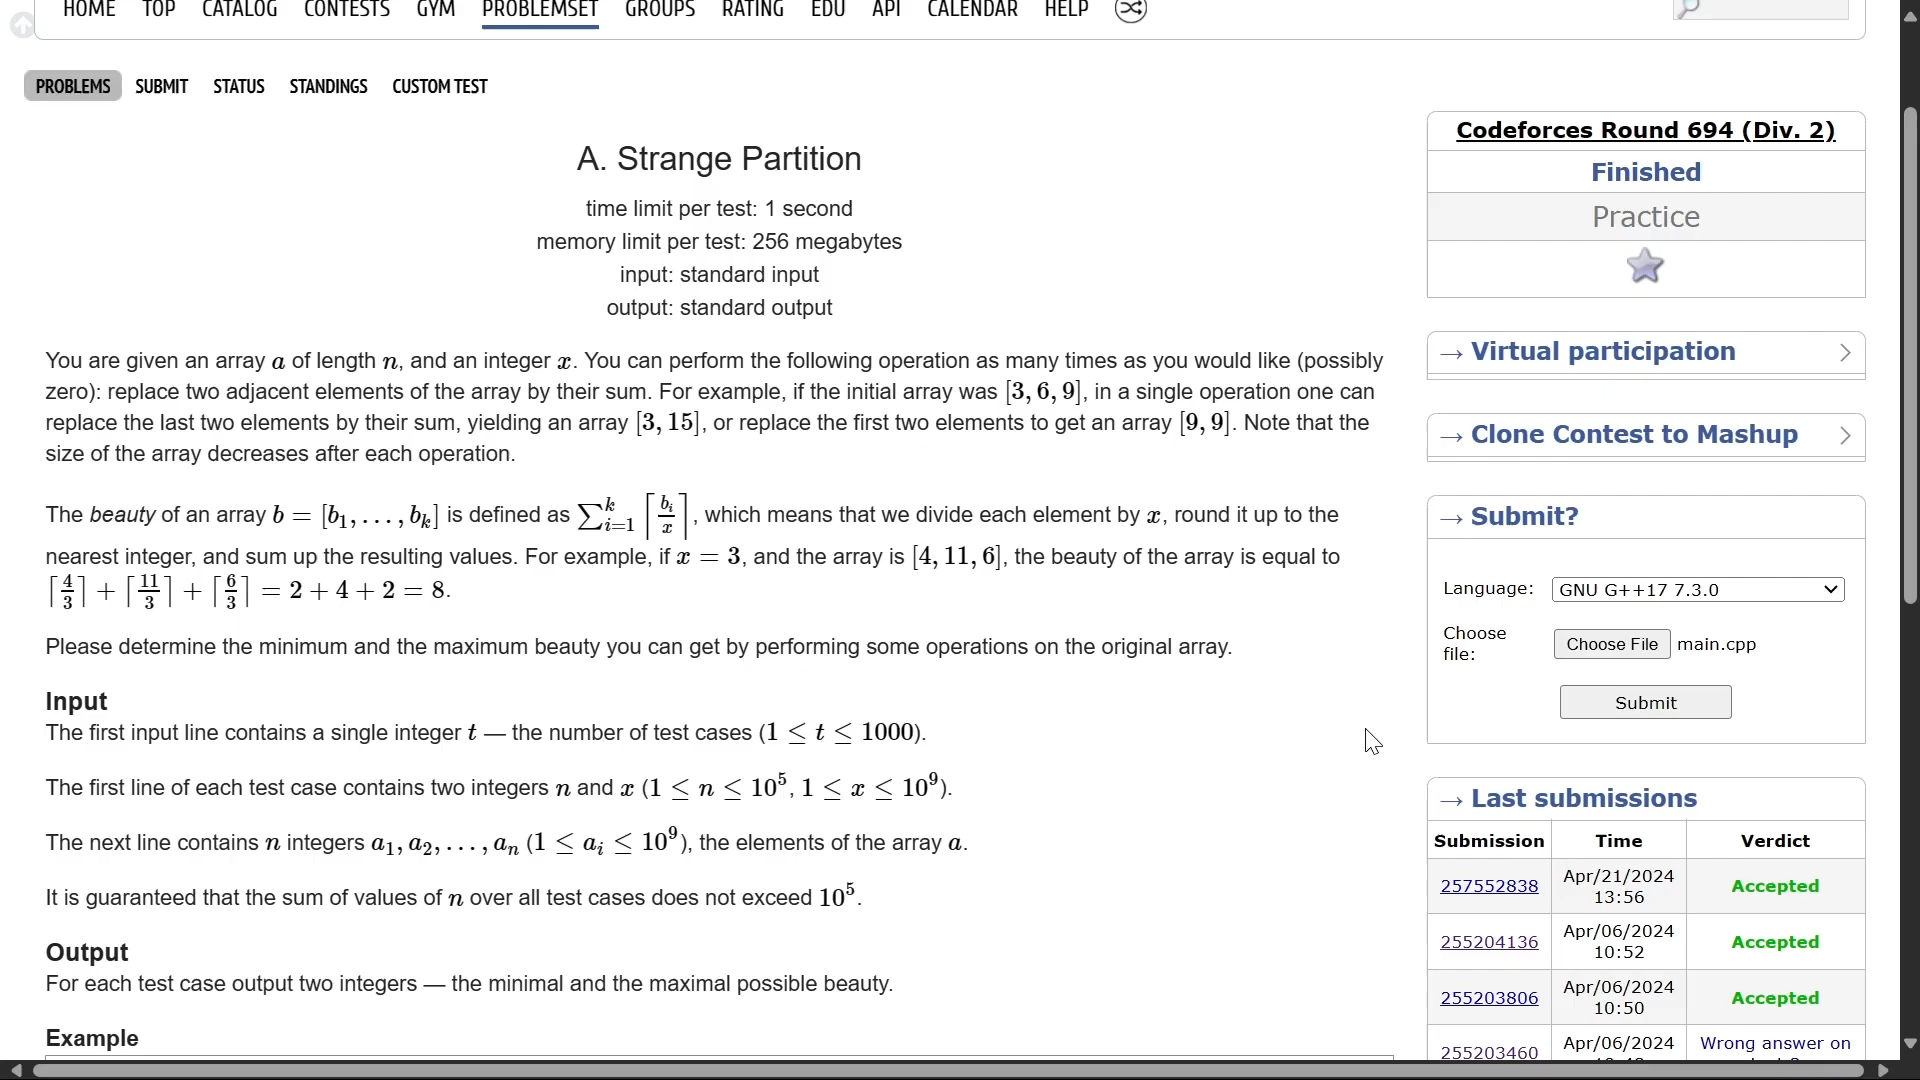 HOME TOP CATALOG CONTESTS GYM PROBLEMSET GROUPS RATING EDU API CALENDAR HELP
PROBLEMS SUBMIT STATUS STANDINGS CUSTOM TEST
A. Strange Partition
time limit per test: 1 second
memory limit per test: 256 megabytes
input: standard input
output: standard output
You are given an array a of length n, and an integer x. You can perform the following operation as many times as you would like (possibly
zero): replace two adjacent elements of the array by their sum. For example, if the initial array was [3, 6, 9], in a single operation one can
replace the last two elements by their sum, yielding an array [3, 15], or replace the first two elements to get an array [9, 9]. Note that the
size of the array decreases after each operation.
The beauty of an array b = [b₁, . . . , bₖ] is defined as ∑ᵢ₌₁ᵏ ⌈bᵢ/x⌉, which means that we divide each element by x, round it up to the
nearest integer, and sum up the resulting values. For example, if x = 3, and the array is [4, 11, 6], the beauty of the array is equal to
⌈4/3⌉ + ⌈11/3⌉ + ⌈6/3⌉ = 2 + 4 + 2 = 8.
Please determine the minimum and the maximum beauty you can get by performing some operations on the original array.
Input
The first input line contains a single integer t — the number of test cases (1 ≤ t ≤ 1000).
The first line of each test case contains two integers n and x (1 ≤ n ≤ 10⁵, 1 ≤ x ≤ 10⁹).
The next line contains n integers a₁, a₂, . . . , aₙ (1 ≤ aᵢ ≤ 10⁹), the elements of the array a.
It is guaranteed that the sum of values of n over all test cases does not exceed 10⁵.
Output
For each test case output two integers — the minimal and the maximal possible beauty.
Example
Codeforces Round 694 (Div. 2)
Finished
Practice
→ Virtual participation
→ Clone Contest to Mashup
→ Submit?
Language: GNU G++17 7.3.0
Choose file: Choose File main.cpp
Submit
→ Last submissions
Submission Time Verdict
257552838 Apr/21/2024 13:56 Accepted
255204136 Apr/06/2024 10:52 Accepted
255203806 Apr/06/2024 10:50 Accepted
255203460 Apr/06/2024 Wrong answer on